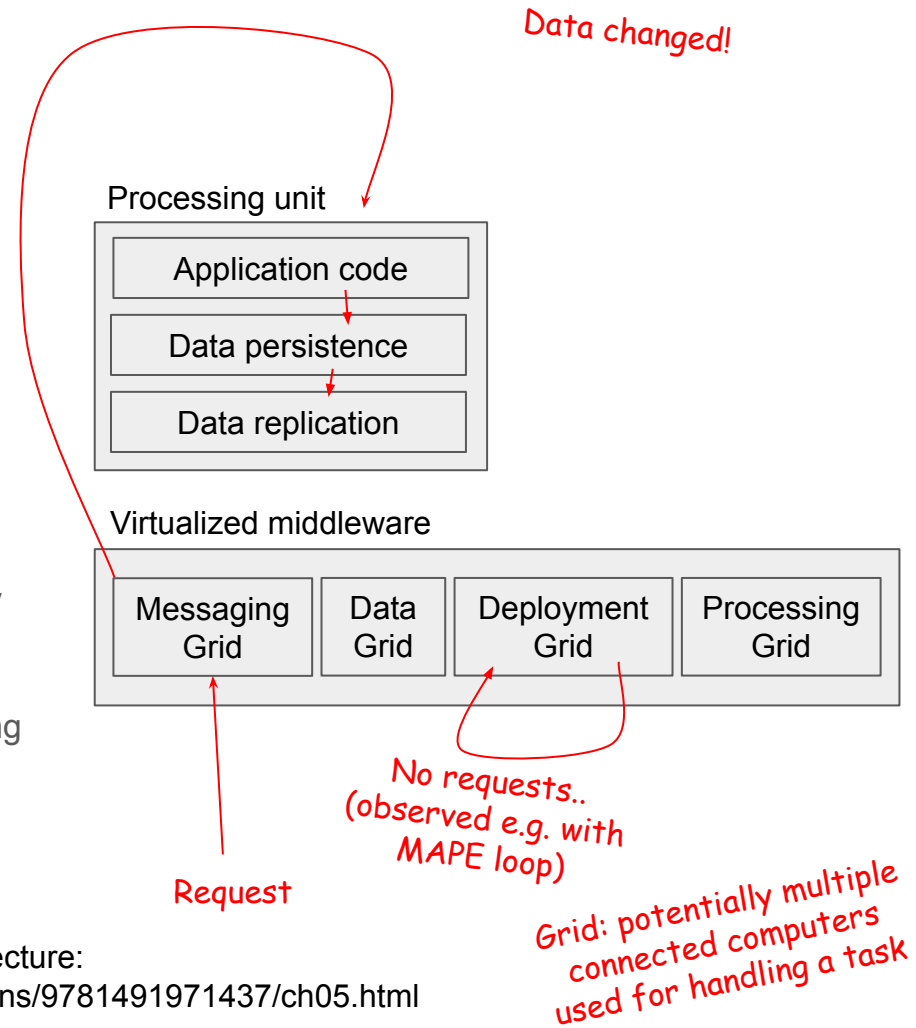 Data changed!
Processing unit
Application code
Data persistence
Data replication
Virtualized middleware
Messaging
Grid
Data
Grid
Deployment
Grid
Processing
Grid
No requests..
(observed e.g. with
MAPE loop)
Request
Grid: potentially multiple
connected computers
used for handling a task
ng
ecture:
ns/9781491971437/ch05.html